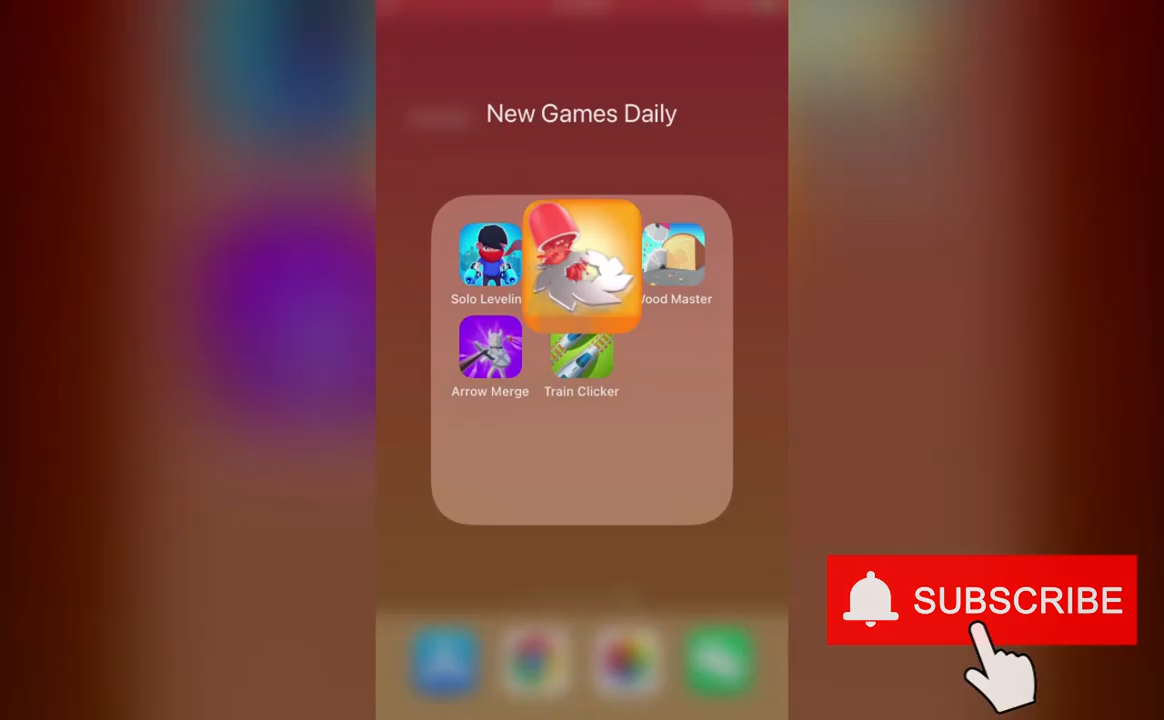 New Games Daily
Solo Levelin
ood Master
Arrow Merge
Train Clicker
SUBSCRIBE